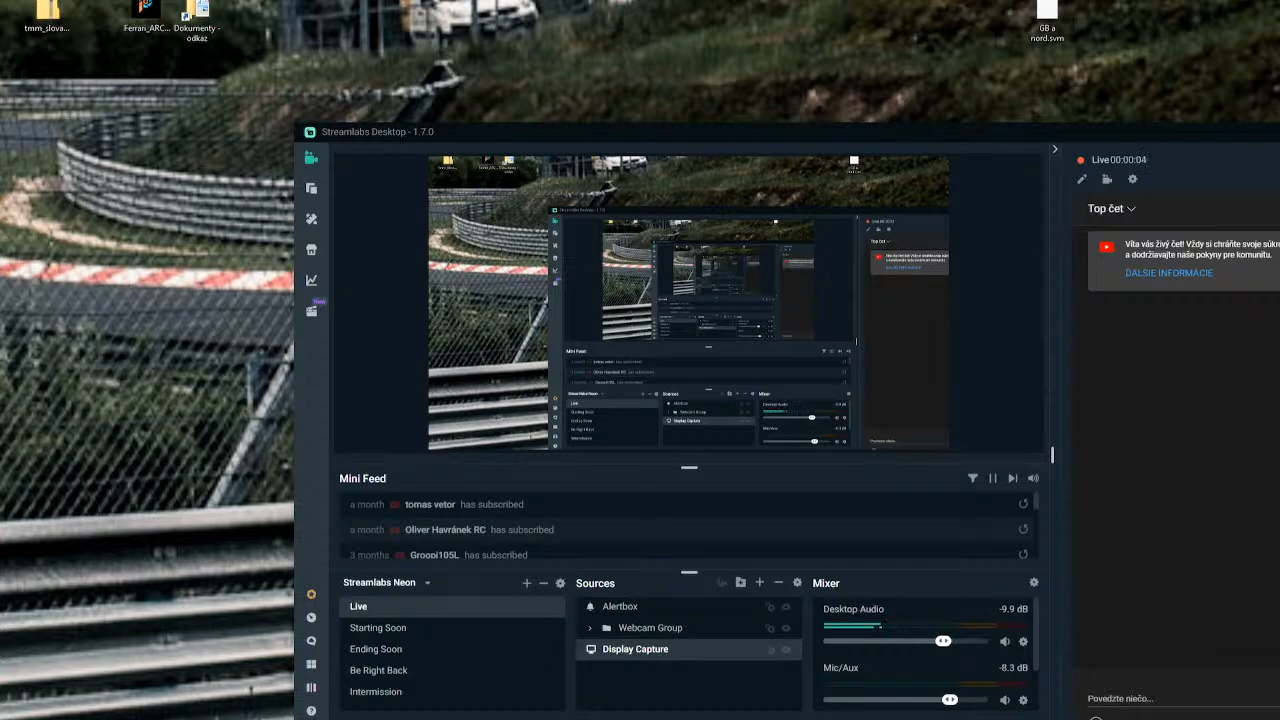 tmm_slova...
Ferrari_ARC...
Dokumenty -
odkaz
GB a
nord.svm
Streamlabs Desktop - 1.7.0
Live 00:00:04
Top čet
Víta vás živý čet! Vždy si chráňte svoje súkr
a dodržiavajte naše pokyny pre komunitu.
ĎALŠIE INFORMÁCIE
New
Mini Feed
a month tomas vetor has subscribed
a month Oliver Havránek RC has subscribed
3 months Groopi105L has subscribed
Streamlabs Neon
Live
Starting Soon
Ending Soon
Be Right Back
Intermission
Sources
Alertbox
Webcam Group
Display Capture
Mixer
Desktop Audio -9.9 dB
Mic/Aux -8.3 dB
Povedzte niečo...